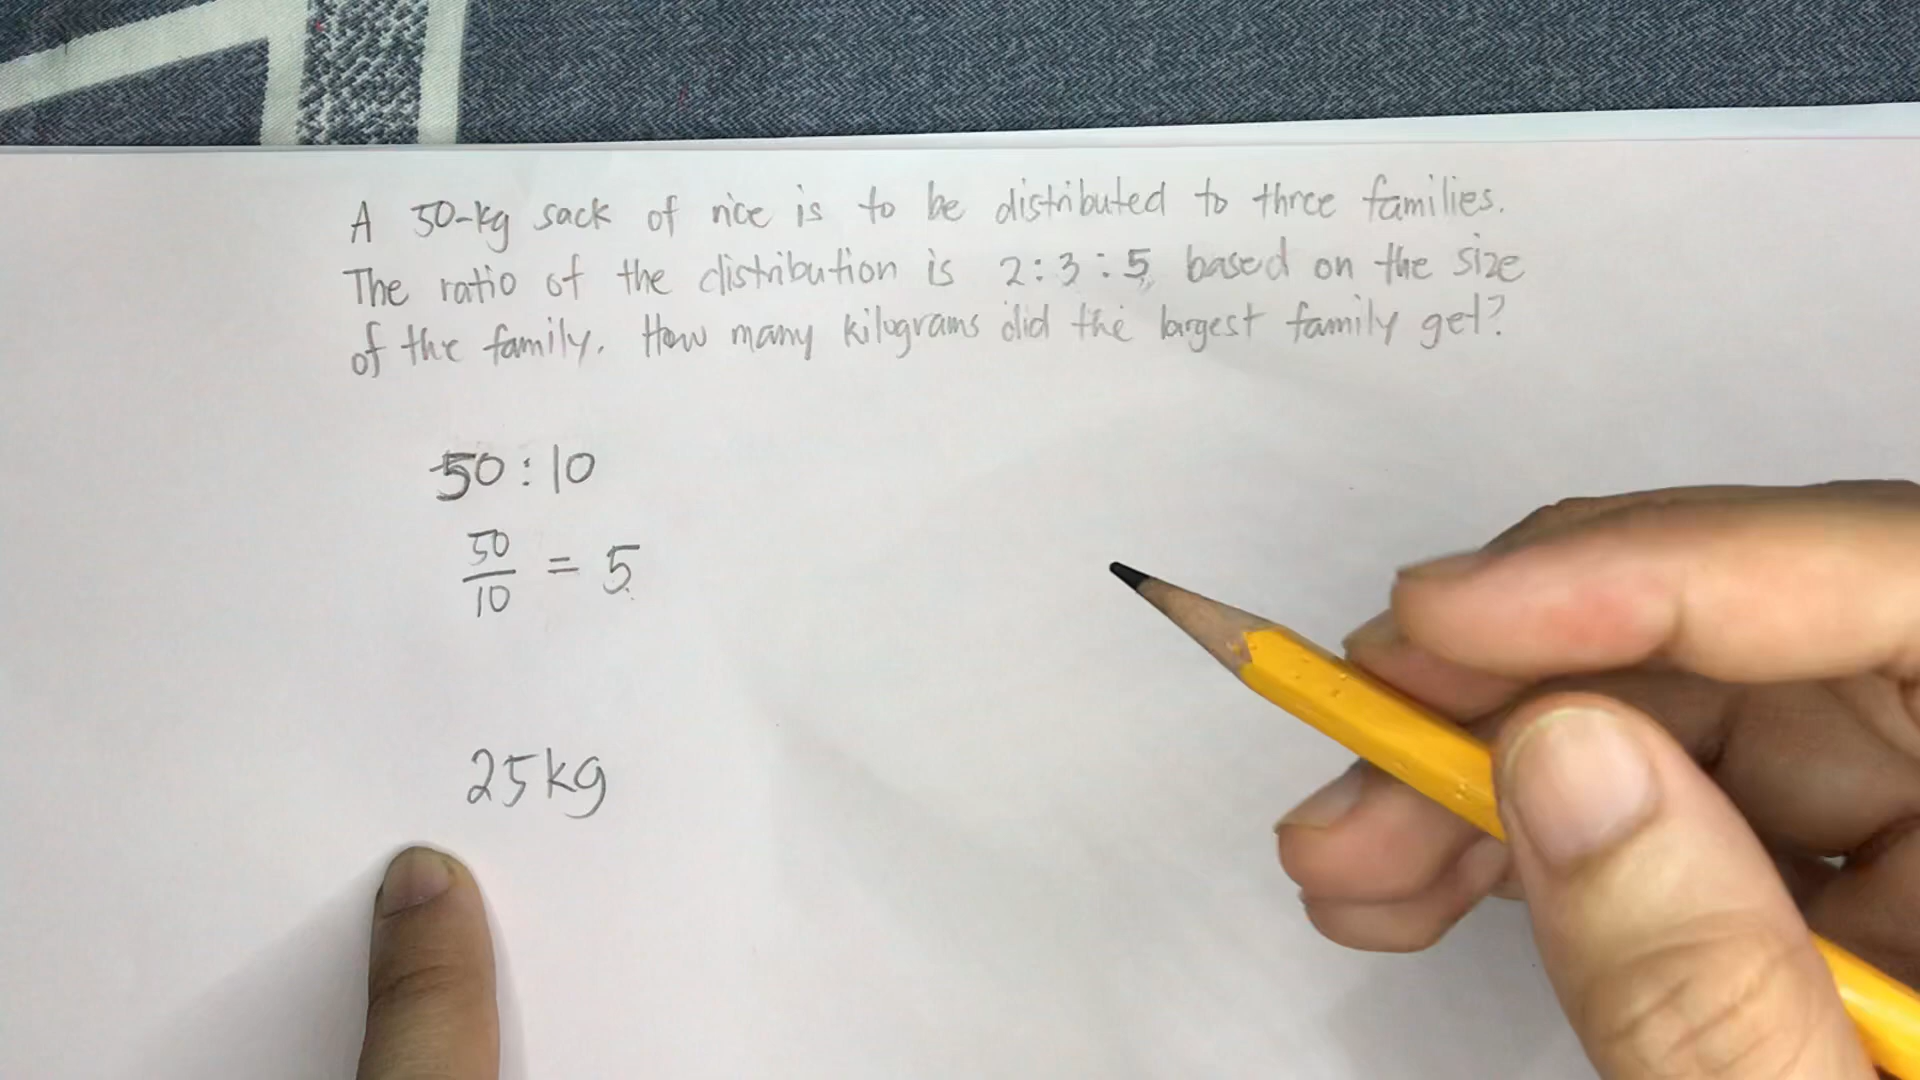 A 50-kg sack of rice is to be distributed to three families.
The ratio of the distribution is 2:3:5, based on the size
of the family. How many kilograms did the largest family get?
50:10
50/10 = 5
25kg